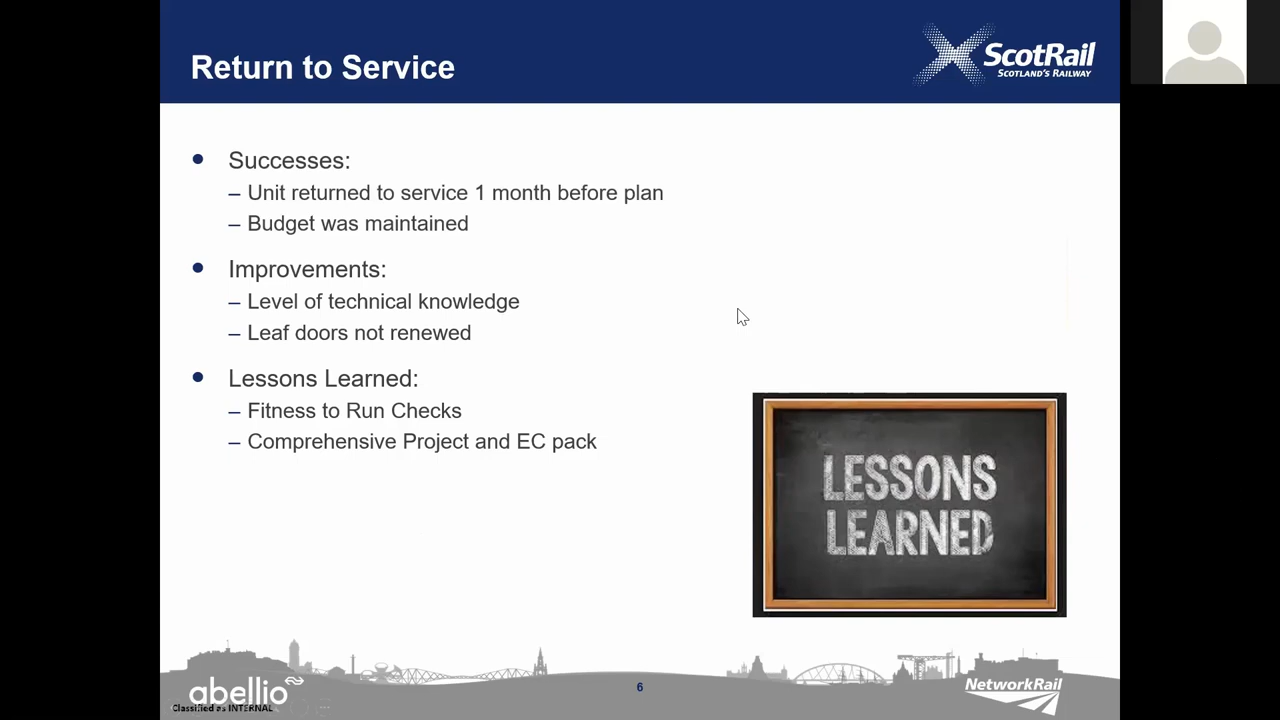 Return to Service
ScotRail
SCOTLAND'S RAILWAY
Successes:
– Unit returned to service 1 month before plan
– Budget was maintained
Improvements:
– Level of technical knowledge
– Leaf doors not renewed
Lessons Learned:
– Fitness to Run Checks
– Comprehensive Project and EC pack
LESSONS
LEARNED
abellio
Classified as INTERNAL
6
NetworkRail